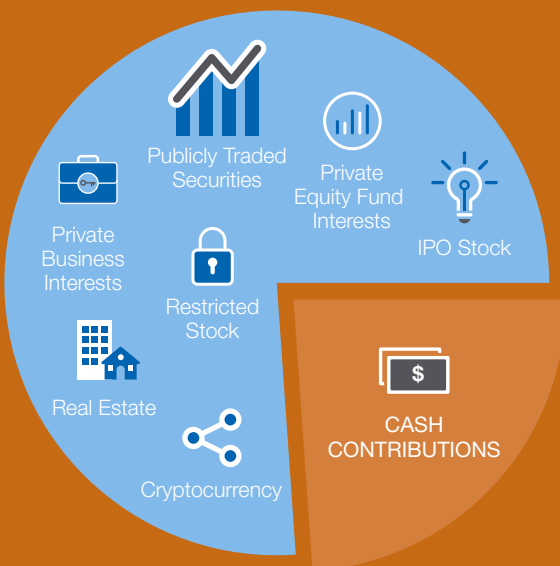 Publicly Traded
Securities
Private
Equity Fund
Interests
IPO Stock
Private
Business
Interests
Restricted
Stock
Real Estate
Cryptocurrency
$
CASH
CONTRIBUTIONS